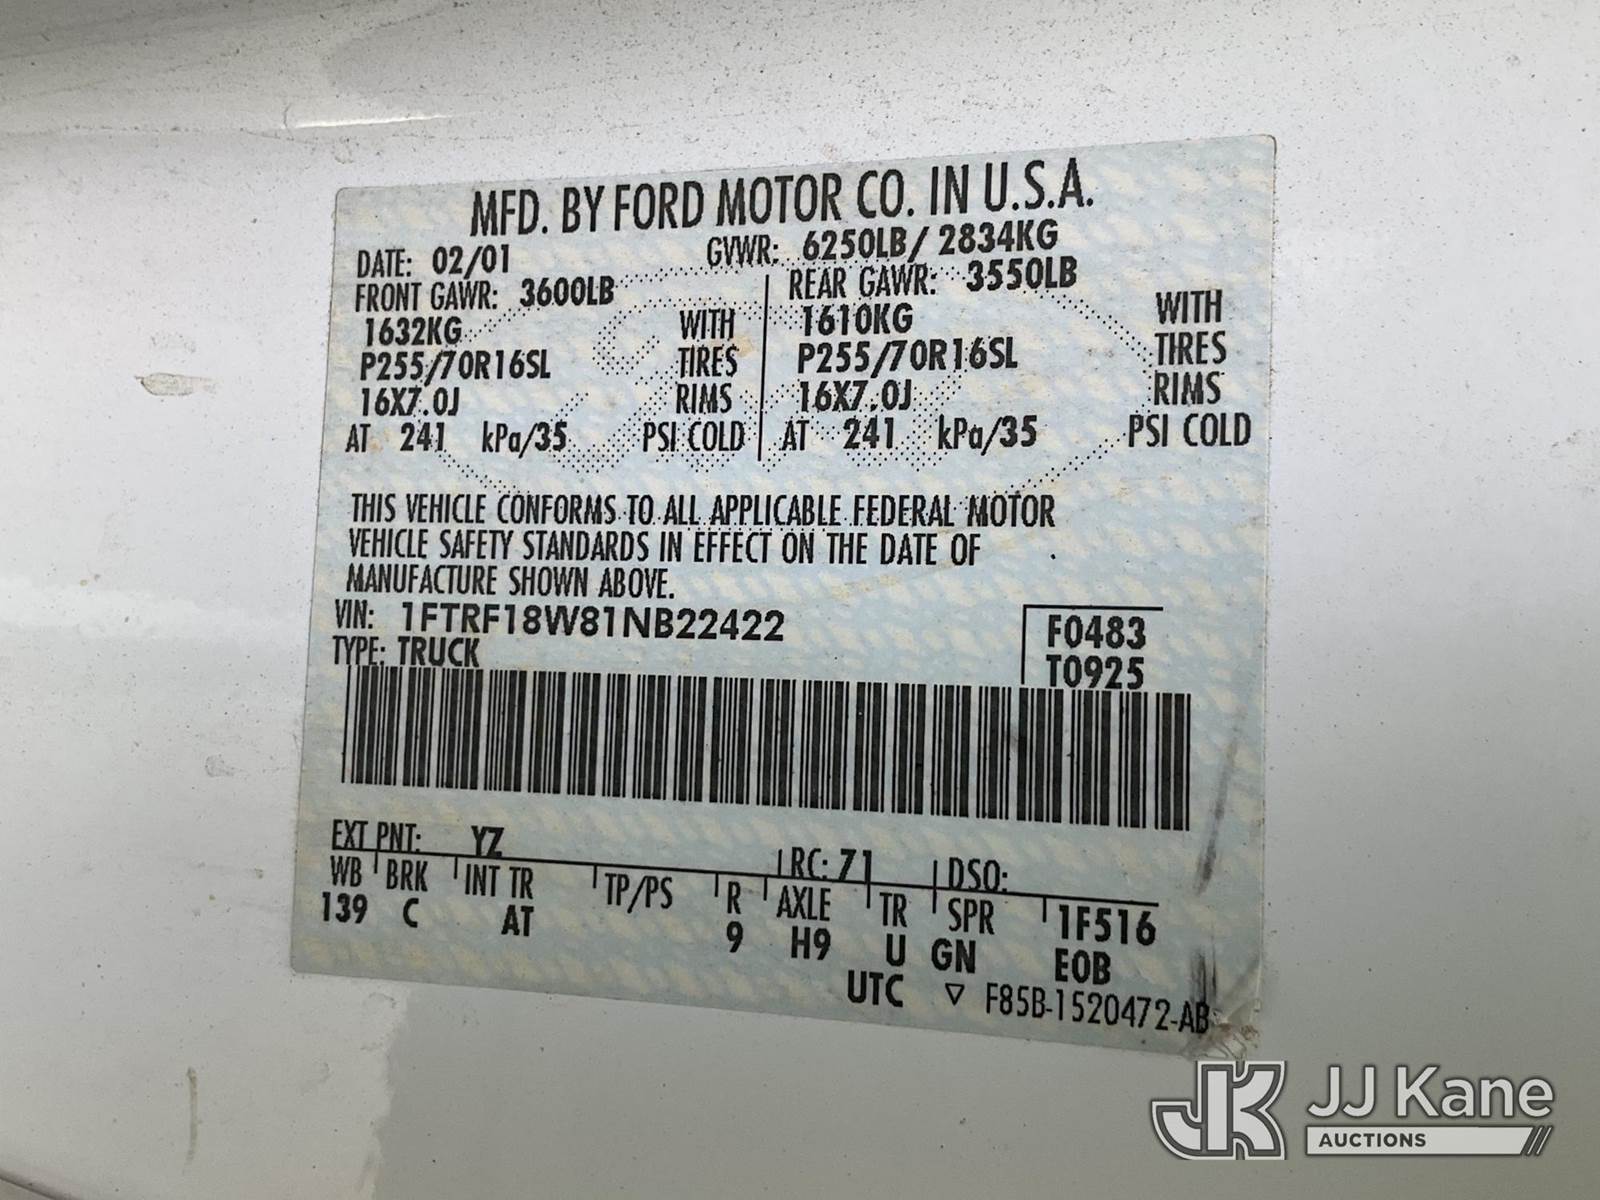 MFD. BY FORD MOTOR CO. IN U.S.A.
DATE: 02/01 GVWR: 6250LB/ 2834KG
FRONT GAWR: 3600LB REAR GAWR: 3550LB
1632KG WITH 1610KG WITH
P255/70R16SL TIRES P255/70R16SL TIRES
16X7.0J RIMS 16X7.0J RIMS
AT 241 kPa/35 PSI COLD AT 241 kPa/35 PSI COLD
THIS VEHICLE CONFORMS TO ALL APPLICABLE FEDERAL MOTOR
VEHICLE SAFETY STANDARDS IN EFFECT ON THE DATE OF
MANUFACTURE SHOWN ABOVE.
VIN: 1FTRF18W81NB22422 F0483
TYPE: TRUCK T0925
EXT PNT: YZ RC: 71 DSO:
WB BRK INT TR TP/PS R AXLE TR SPR 1F516
139 C AT 9 H9 U GN EOB
UTC ▽ F85B-1520472-AB
JK JJ Kane
AUCTIONS